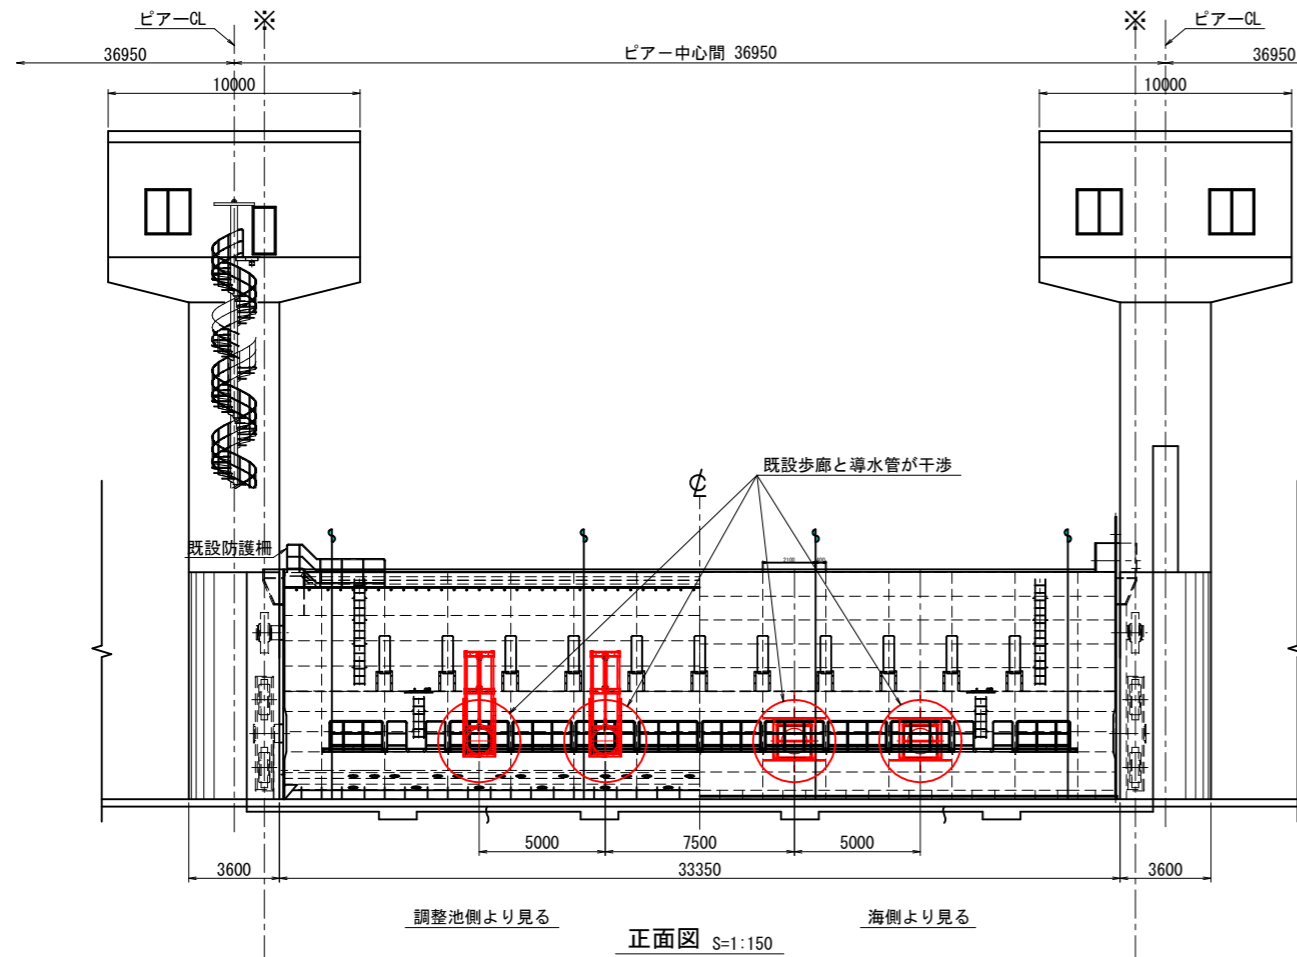 ピアーCL
※
※
ピアーCL
36950
ピアー中心間 36950
36950
10000
10000
既設歩廊と導水管が干渉
℄
既設防護柵
5000
7500
5000
3600
33350
3600
調整池側より見る
海側より見る
正面図 S=1:150